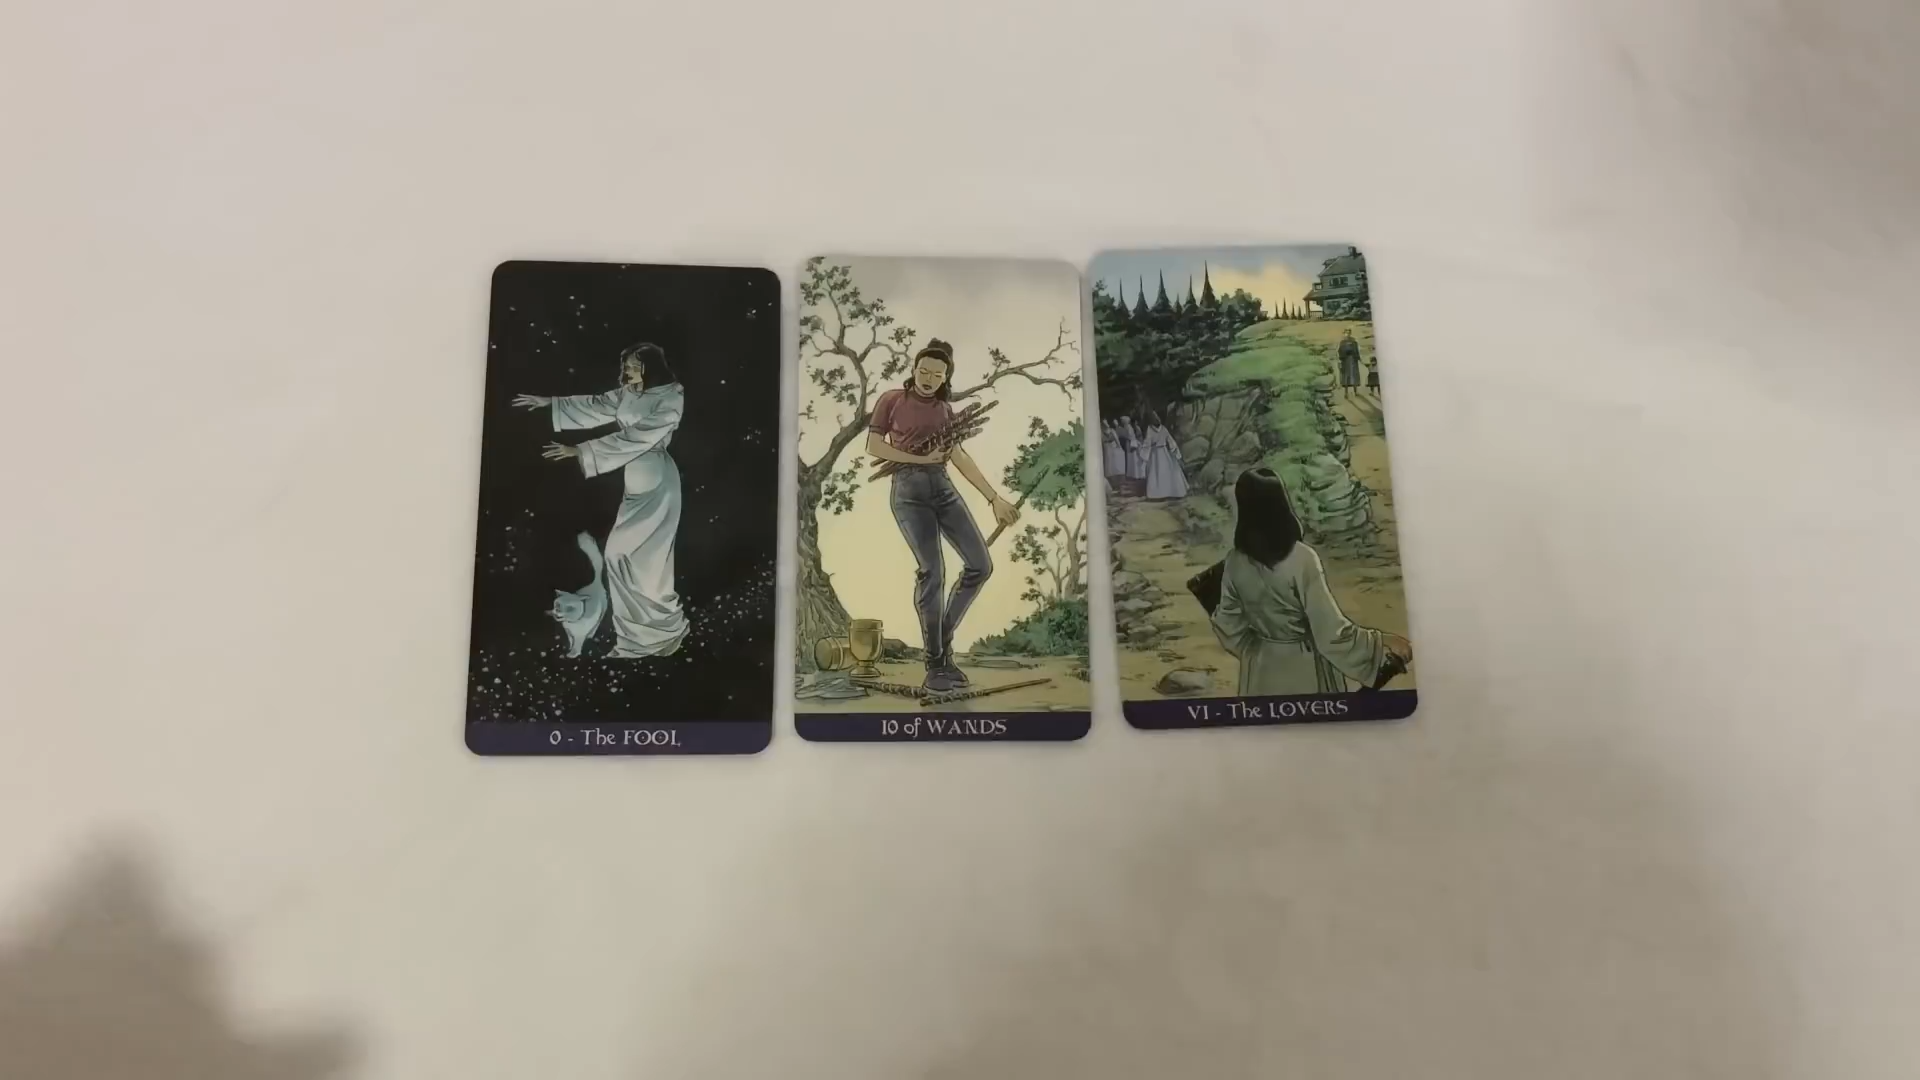 0 - The FOOL
10 of WANDS
VI - The LOVERS